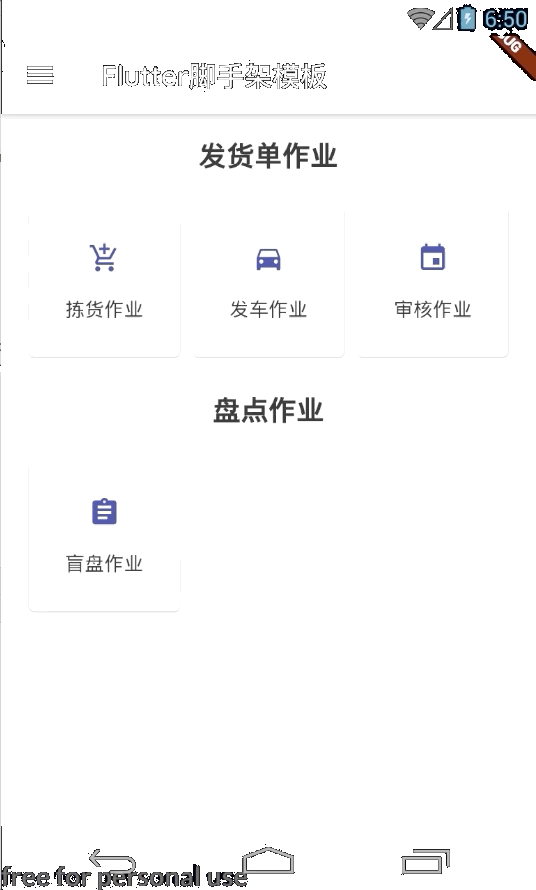 6:50
Flutter脚手架模板
发货单作业
拣货作业 发车作业 审核作业
盘点作业
盲盘作业
free for personal use